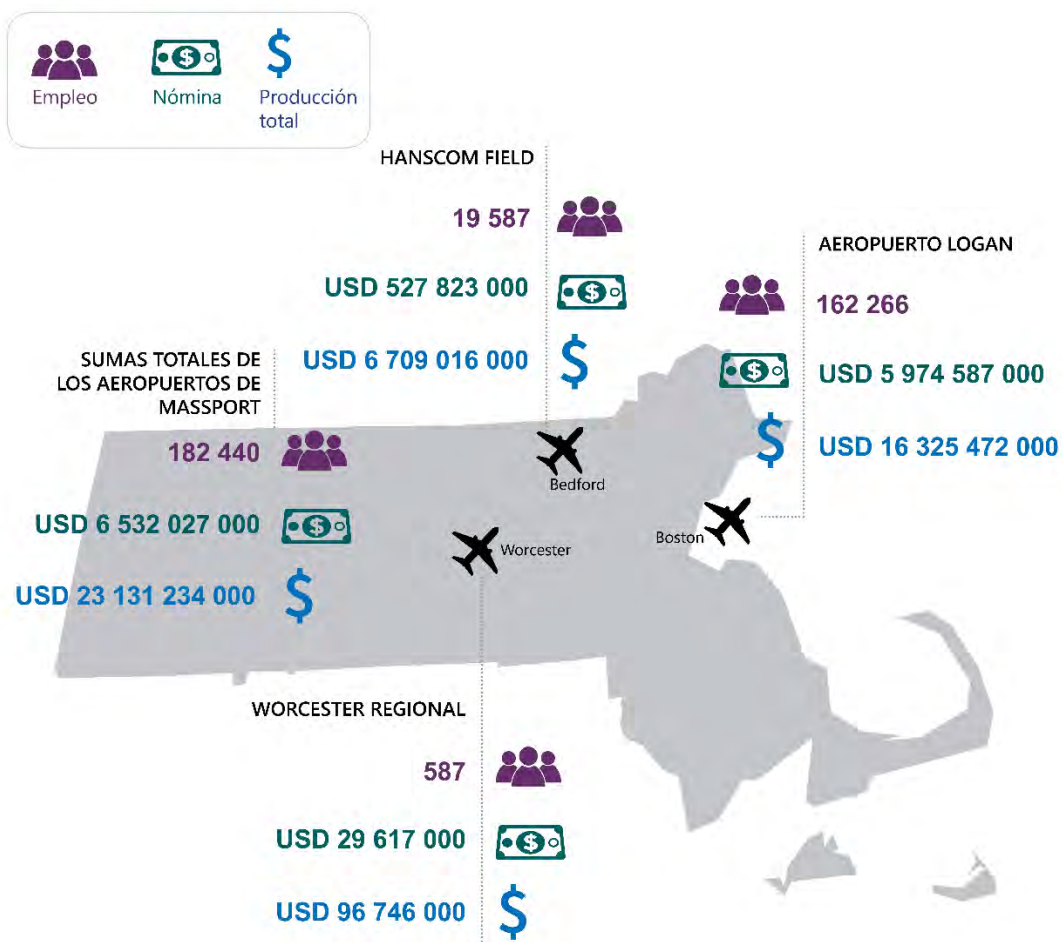 Empleo
Nómina
Producción
total
HANSCOM FIELD
19 587
USD 527 823 000
USD 6 709 016 000
AEROPUERTO LOGAN
162 266
USD 5 974 587 000
USD 16 325 472 000
SUMAS TOTALES DE
LOS AEROPUERTOS DE
MASSPORT
182 440
USD 6 532 027 000
USD 23 131 234 000
Bedford
Boston
Worcester
WORCESTER REGIONAL
587
USD 29 617 000
USD 96 746 000